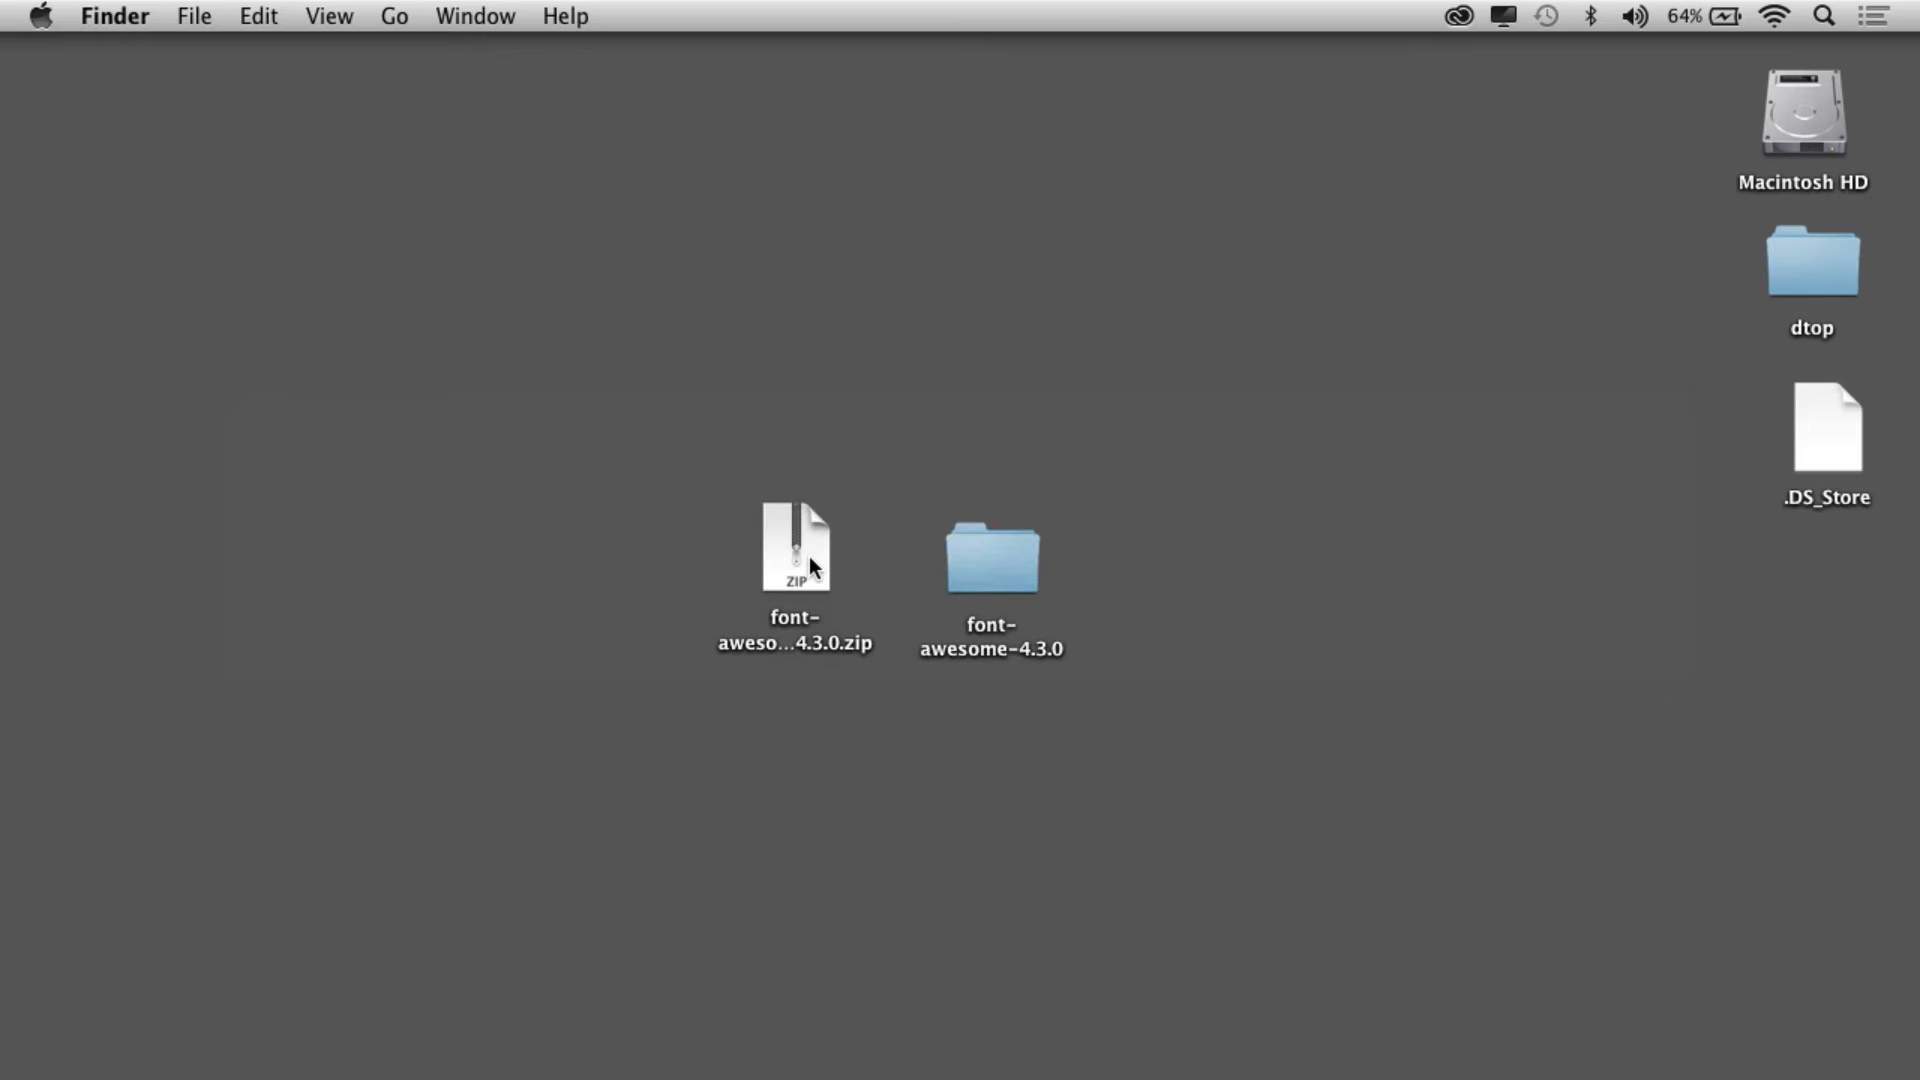 Finder File Edit View Go Window Help 64%
Macintosh HD
dtop
.DS_Store
ZIP
font-
aweso...4.3.0.zip
font-
awesome-4.3.0